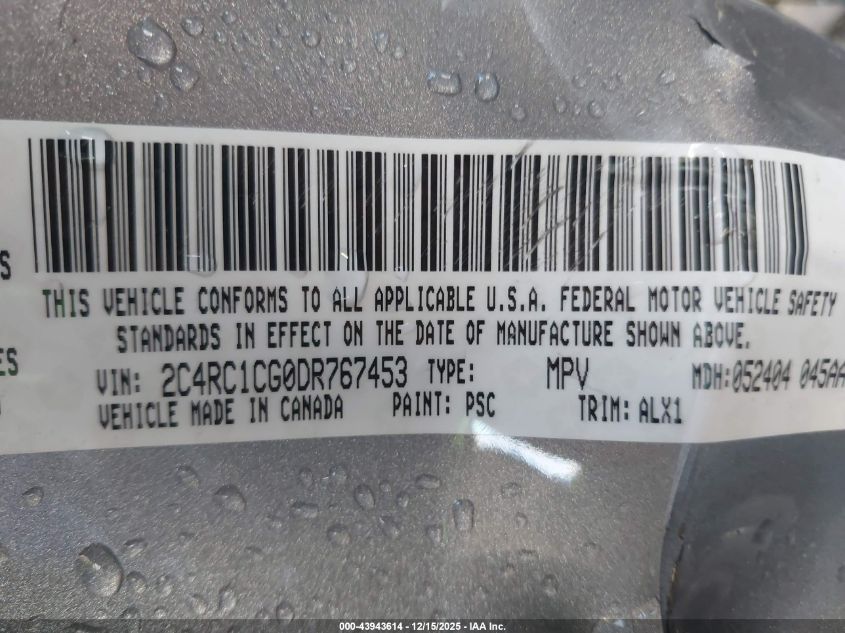 S
THIS VEHICLE CONFORMS TO ALL APPLICABLE U.S.A. FEDERAL MOTOR VEHICLE SAFETY
STANDARDS IN EFFECT ON THE DATE OF MANUFACTURE SHOWN ABOVE.
ES
VIN: 2C4RC1CG0DR767453 TYPE: MPV MDH:052404 045AA
VEHICLE MADE IN CANADA PAINT: PSC TRIM: ALX1
000-43943614 - 12/15/2025 - IAA Inc.